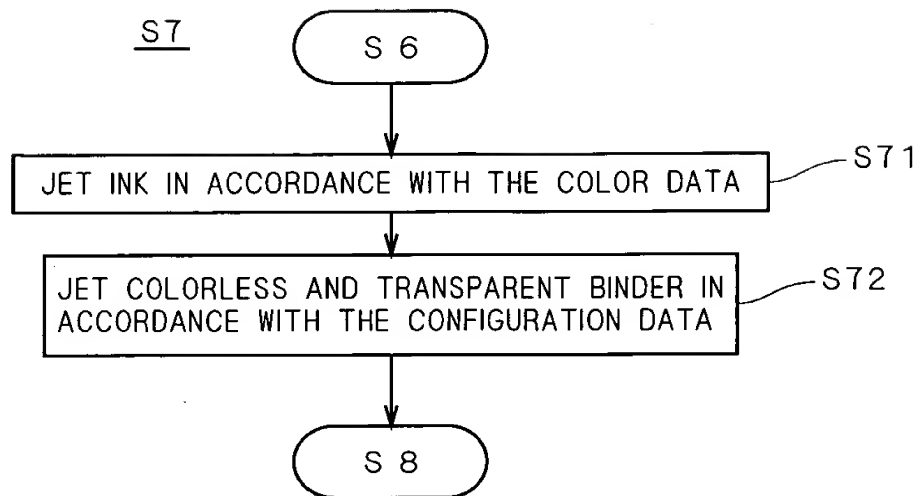 S7
S 6
JET INK IN ACCORDANCE WITH THE COLOR DATA
S71
JET COLORLESS AND TRANSPARENT BINDER IN
ACCORDANCE WITH THE CONFIGURATION DATA
S72
S 8